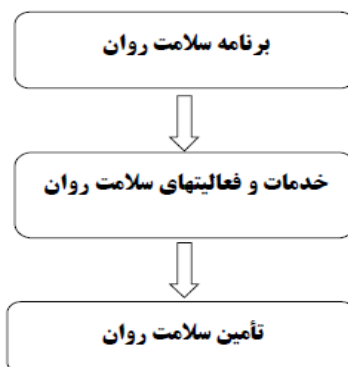 برنامه سلامت روان
خدمات و فعالیتهای سلامت روان
تأمین سلامت روان